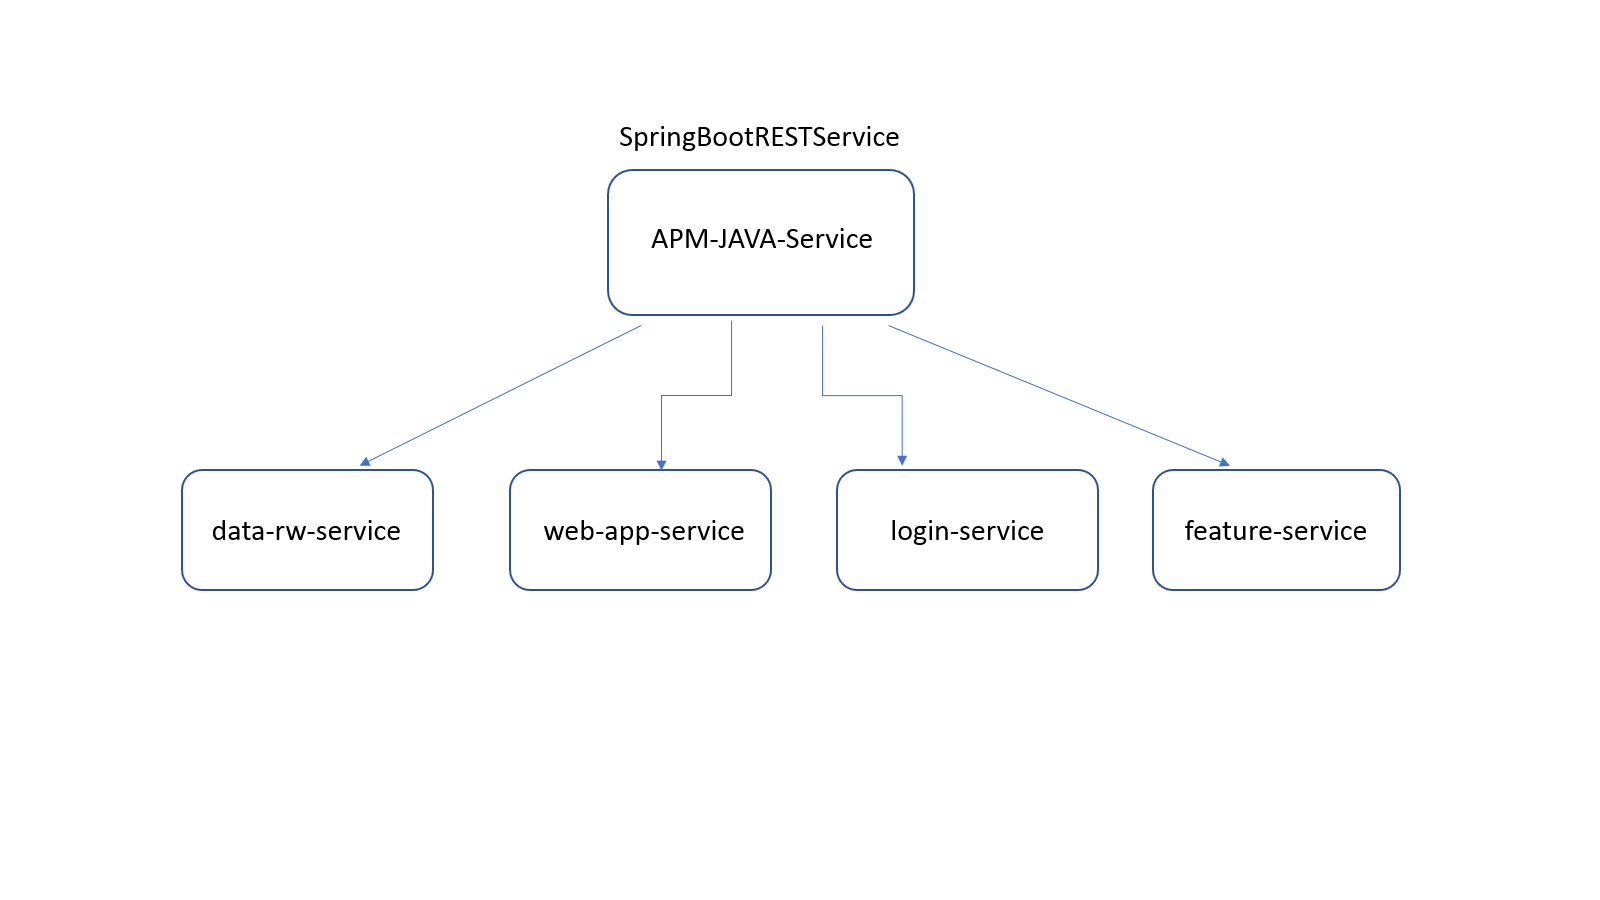 SpringBootRESTService
APM-JAVA-Service
data-rw-service
web-app-service
login-service
feature-service